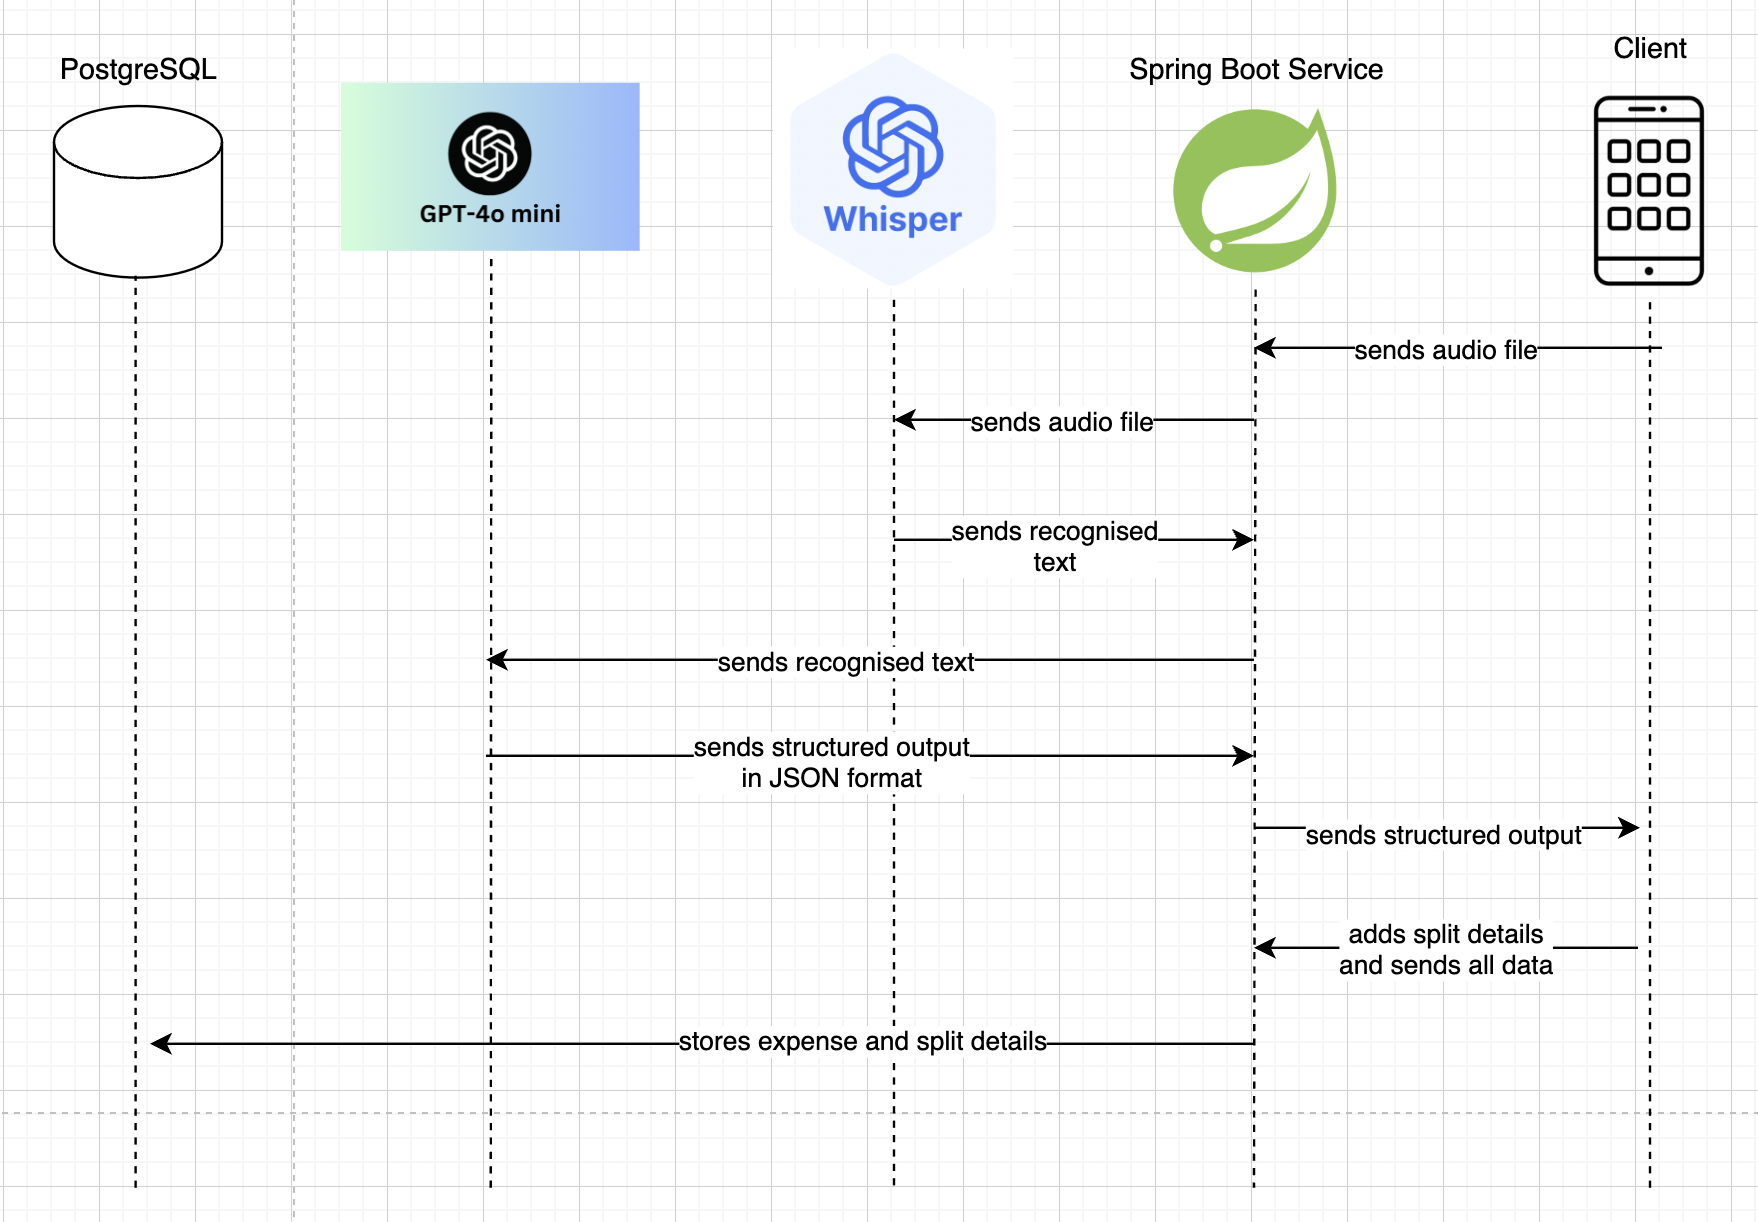 PostgreSQL
GPT-4o mini
Whisper
Spring Boot Service
Client
sends audio file
sends audio file
sends recognised
text
sends recognised text
sends structured output
in JSON format
sends structured output
adds split details
and sends all data
stores expense and split details